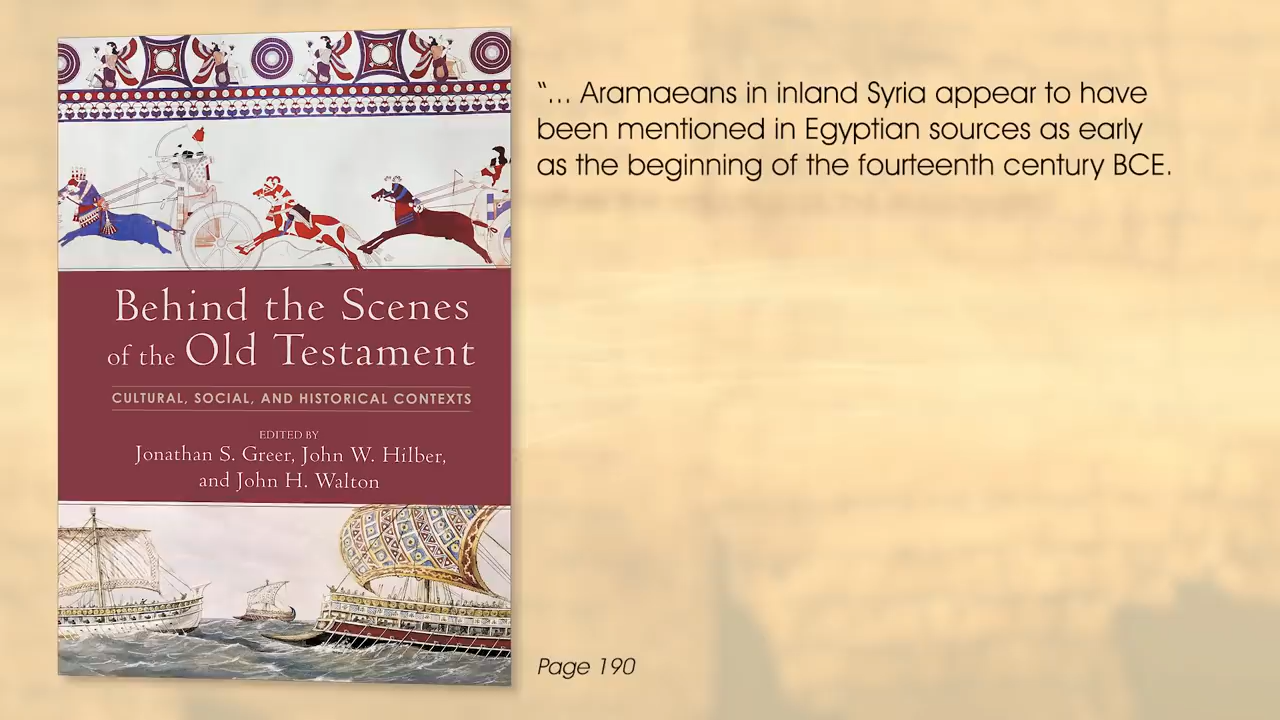 Behind the Scenes
of the Old Testament
CULTURAL, SOCIAL, AND HISTORICAL CONTEXTS
EDITED BY
Jonathan S. Greer, John W. Hilber,
and John H. Walton
“... Aramaeans in inland Syria appear to have
been mentioned in Egyptian sources as early
as the beginning of the fourteenth century BCE.
Page 190